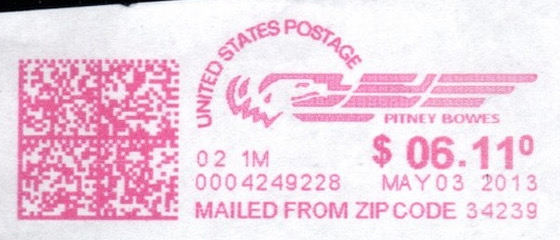 UNITED STATES POSTAGE
PITNEY BOWES
02 1M
$ 06.11⁰
0004249228
MAY 03 2013
MAILED FROM ZIP CODE 34239